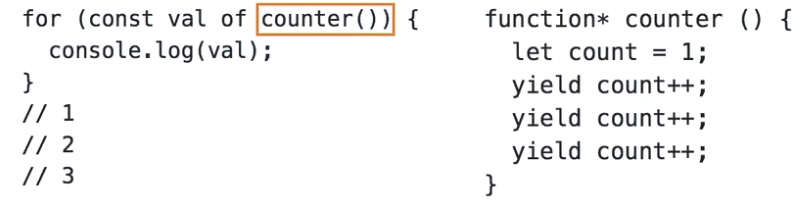 for (const val of counter()) {
  console.log(val);
}
// 1
// 2
// 3
function* counter () {
  let count = 1;
  yield count++;
  yield count++;
  yield count++;
}